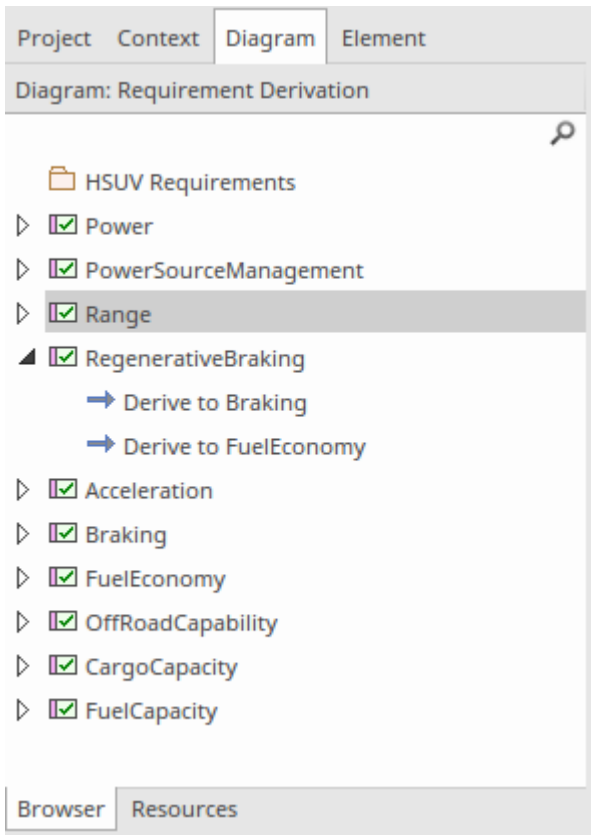 Project Context Diagram Element
Diagram: Requirement Derivation
HSUV Requirements
Power
PowerSourceManagement
Range
RegenerativeBraking
Derive to Braking
Derive to FuelEconomy
Acceleration
Braking
FuelEconomy
OffRoadCapability
CargoCapacity
FuelCapacity
Browser Resources